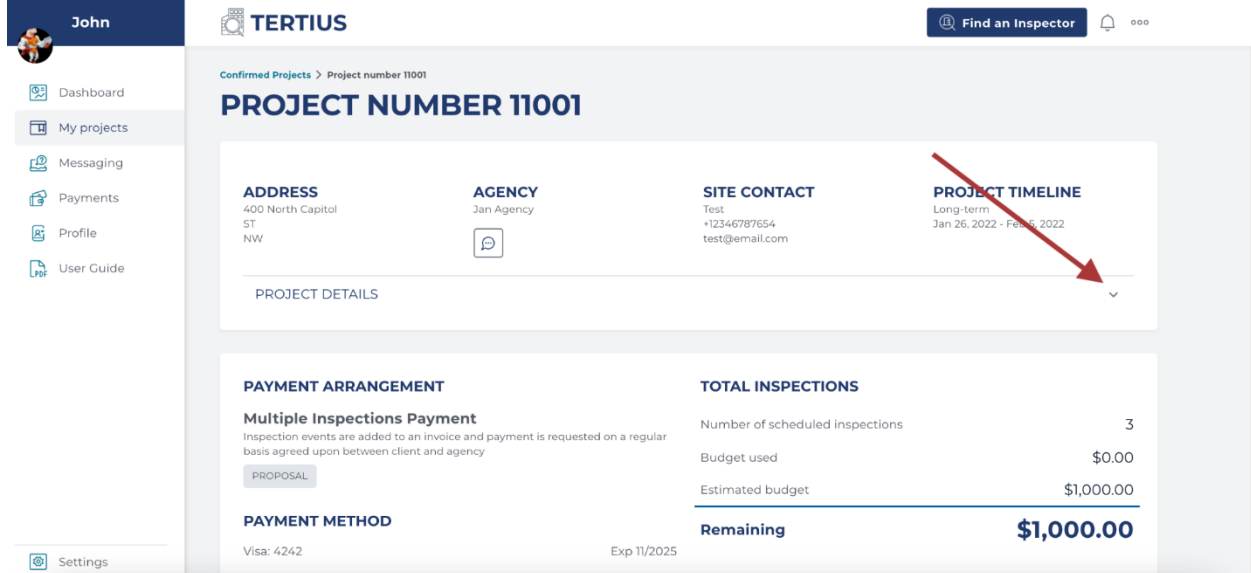 John
TERTIUS
Find an Inspector
Dashboard
My projects
Messaging
Payments
Profile
PDF
User Guide
Settings
Confirmed Projects > Project number 11001
PROJECT NUMBER 11001
ADDRESS
400 North Capitol
ST
NW
AGENCY
Jan Agency
SITE CONTACT
Test
+12346787654
test@email.com
PROJECT TIMELINE
Long-term
Jan 26, 2022 - Feb 5, 2022
PROJECT DETAILS
PAYMENT ARRANGEMENT
Multiple Inspections Payment
Inspection events are added to an invoice and payment is requested on a regular
basis agreed upon between client and agency
PROPOSAL
PAYMENT METHOD
Visa: 4242 Exp 11/2025
TOTAL INSPECTIONS
Number of scheduled inspections 3
Budget used $0.00
Estimated budget $1,000.00
Remaining $1,000.00